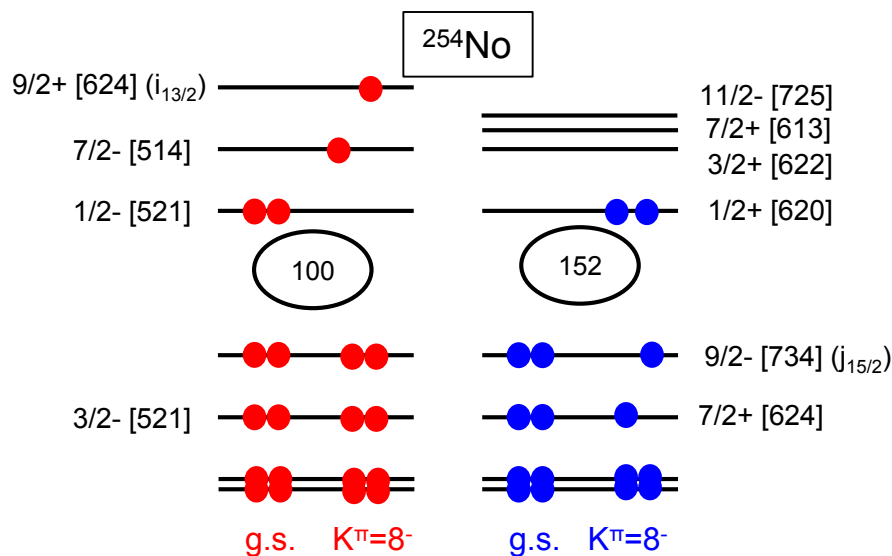 ²⁵⁴No
9/2+ [624] (i₁₃/₂)
7/2- [514]
1/2- [521]
100
3/2- [521]
11/2- [725]
7/2+ [613]
3/2+ [622]
1/2+ [620]
152
9/2- [734] (j₁₅/₂)
7/2+ [624]
g.s. Kᴨ=8⁻
g.s. Kᴨ=8⁻